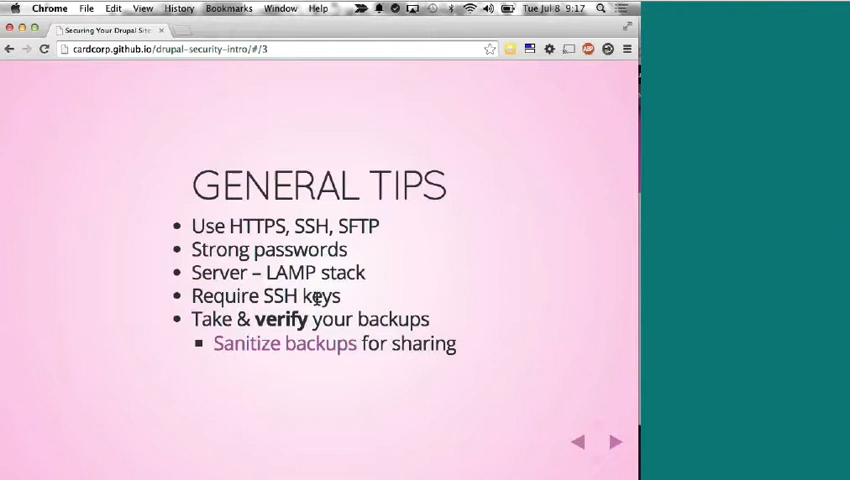 Chrome File Edit View History Bookmarks Window Help Tue Jul 8 9:17
Securing Your Drupal Site
cardcorp.github.io/drupal-security-intro/#/3
ABP
GENERAL TIPS
Use HTTPS, SSH, SFTP
Strong passwords
Server – LAMP stack
Require SSH keys
Take & verify your backups
Sanitize backups for sharing